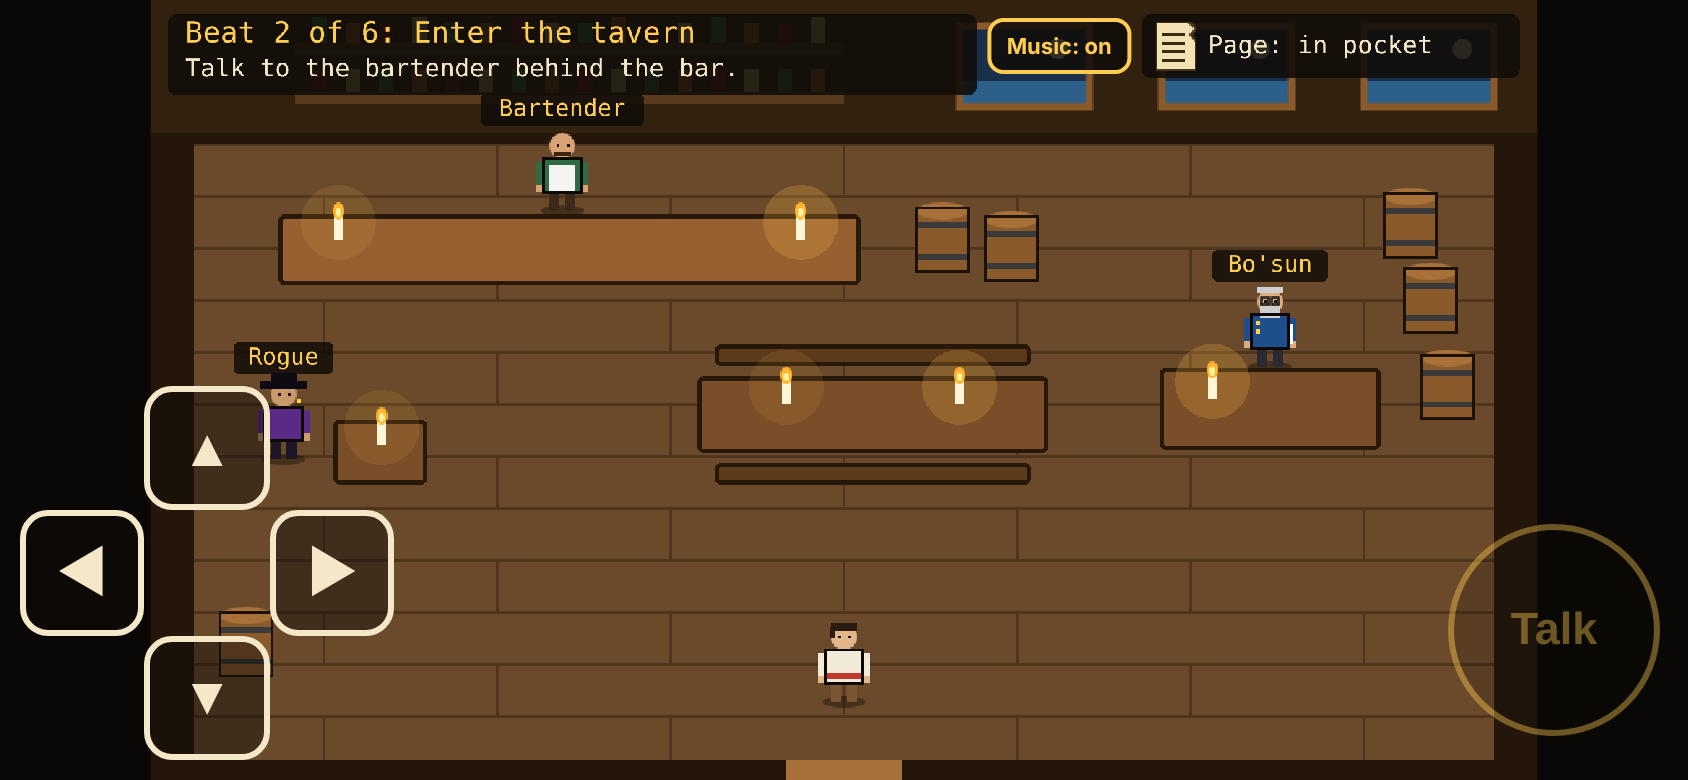 Beat 2 of 6: Enter the tavern
Talk to the bartender behind the bar.
Music: on
Page: in pocket
Bartender
Bo'sun
Rogue
Talk